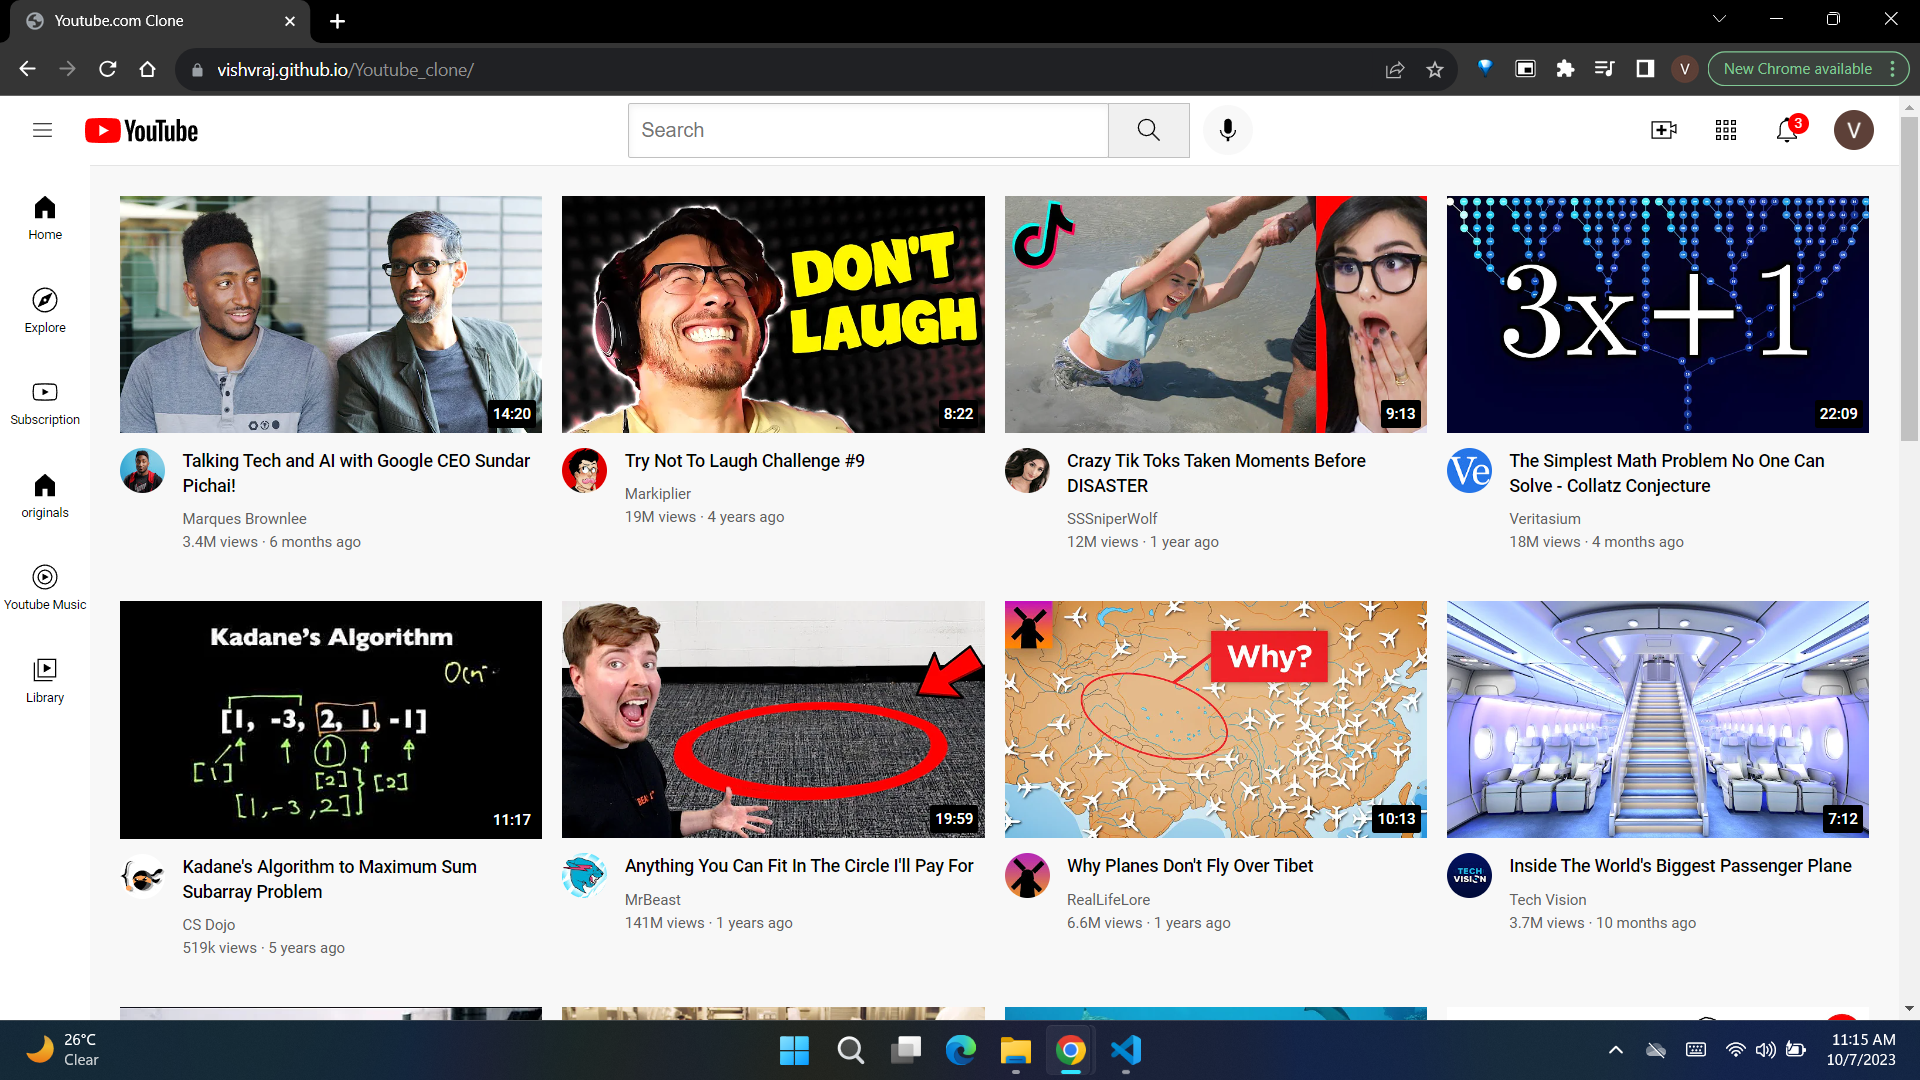 Youtube.com Clone
vishvraj.github.io/Youtube_clone/
V
New Chrome available
YouTube
Search
3
V
Home
Explore
Subscription
originals
Youtube Music
Library
14:20
DON'T
LAUGH
8:22
9:13
3x+1
22:09
Talking Tech and AI with Google CEO Sundar
Pichai!
Marques Brownlee
3.4M views · 6 months ago
Try Not To Laugh Challenge #9
Markiplier
19M views · 4 years ago
Crazy Tik Toks Taken Moments Before
DISASTER
SSSniperWolf
12M views · 1 year ago
Ve
The Simplest Math Problem No One Can
Solve - Collatz Conjecture
Veritasium
18M views · 4 months ago
Kadane's Algorithm
[1, -3, 2, 1, -1]
[1]
[2]
[2]
[1,-3,2]
11:17
19:59
Why?
10:13
7:12
Kadane's Algorithm to Maximum Sum
Subarray Problem
CS Dojo
519k views · 5 years ago
Anything You Can Fit In The Circle I'll Pay For
MrBeast
141M views · 1 years ago
Why Planes Don't Fly Over Tibet
RealLifeLore
6.6M views · 1 years ago
TECH
VISION
Inside The World's Biggest Passenger Plane
Tech Vision
3.7M views · 10 months ago
26°C
Clear
11:15 AM
10/7/2023